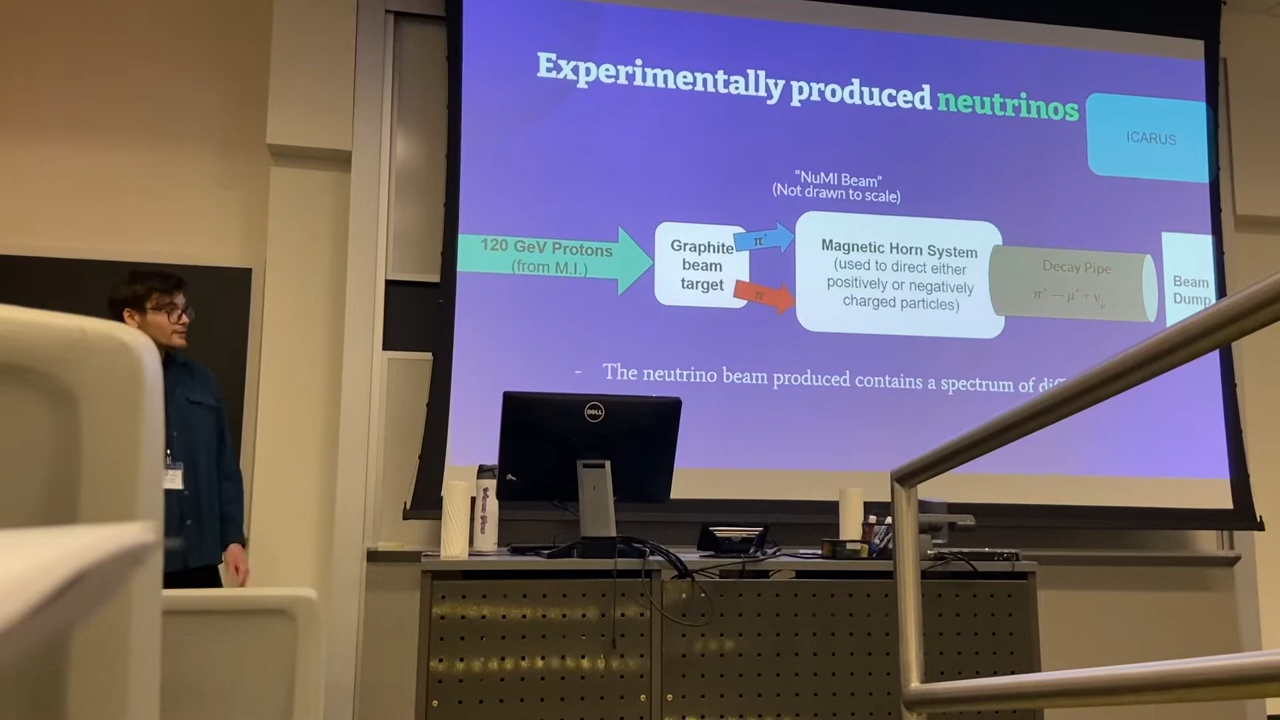 Experimentally produced neutrinos
ICARUS
"NuMI Beam"
(Not drawn to scale)
120 GeV Protons
(from M.I.)
Graphite
beam
target
π⁺
π⁻
Magnetic Horn System
(used to direct either
positively or negatively
charged particles)
Decay Pipe
π⁺ → μ⁺ + ν_μ
Beam
Dump
- The neutrino beam produced contains a spectrum of
DELL